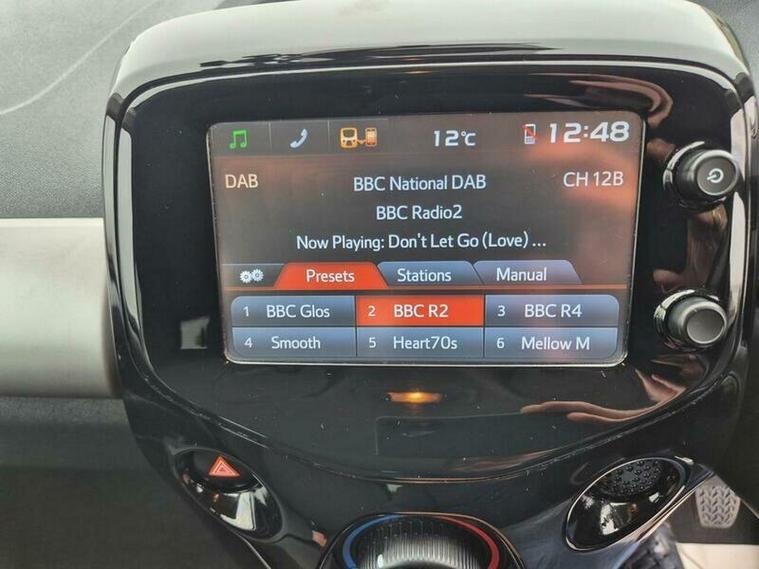 12°C 12:48
DAB BBC National DAB CH 12B
BBC Radio2
Now Playing: Don't Let Go (Love) ...
Presets Stations Manual
1 BBC Glos 2 BBC R2 3 BBC R4
4 Smooth 5 Heart70s 6 Mellow M